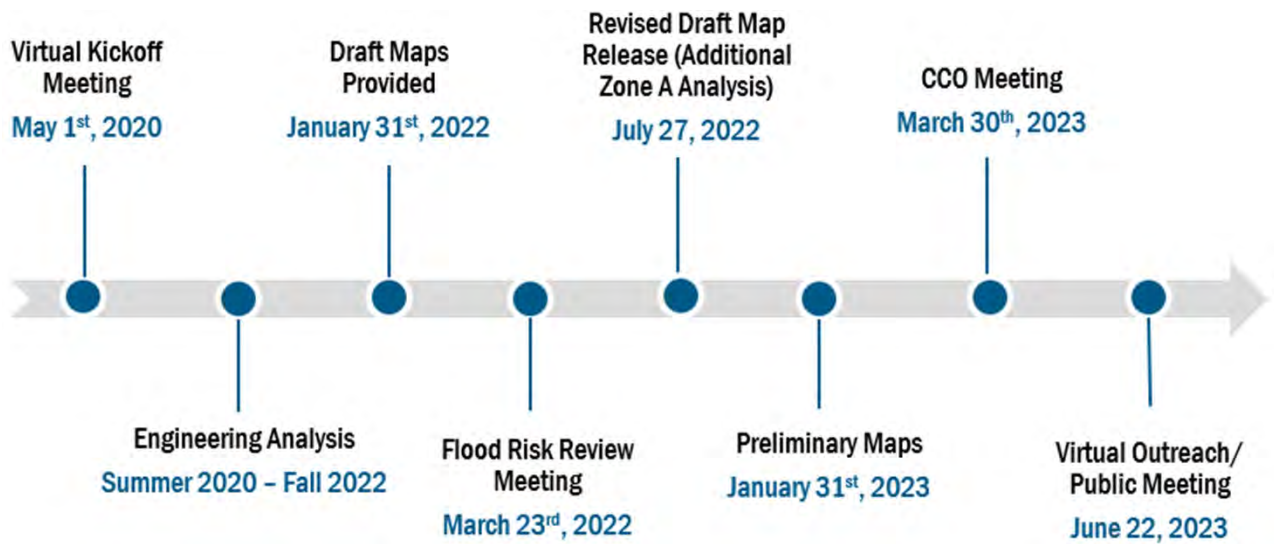 Virtual Kickoff
Meeting
May 1st, 2020
Draft Maps
Provided
January 31st, 2022
Revised Draft Map
Release (Additional
Zone A Analysis)
July 27, 2022
CCO Meeting
March 30th, 2023
Engineering Analysis
Summer 2020 – Fall 2022
Flood Risk Review
Meeting
March 23rd, 2022
Preliminary Maps
January 31st, 2023
Virtual Outreach/
Public Meeting
June 22, 2023